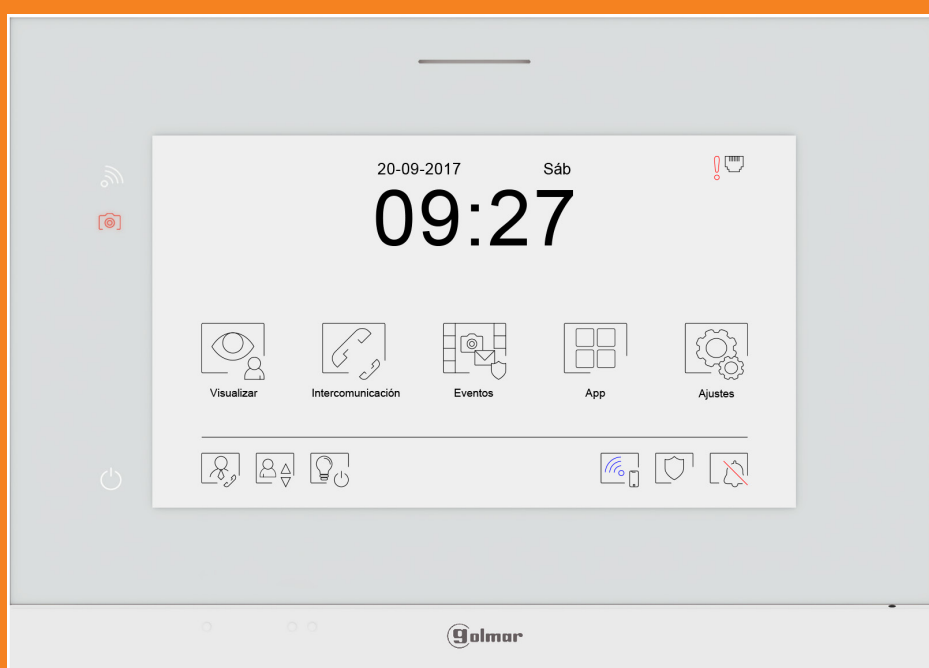 20-09-2017 Sáb
09:27
Visualizar Intercomunicación Eventos App Ajustes
golmar